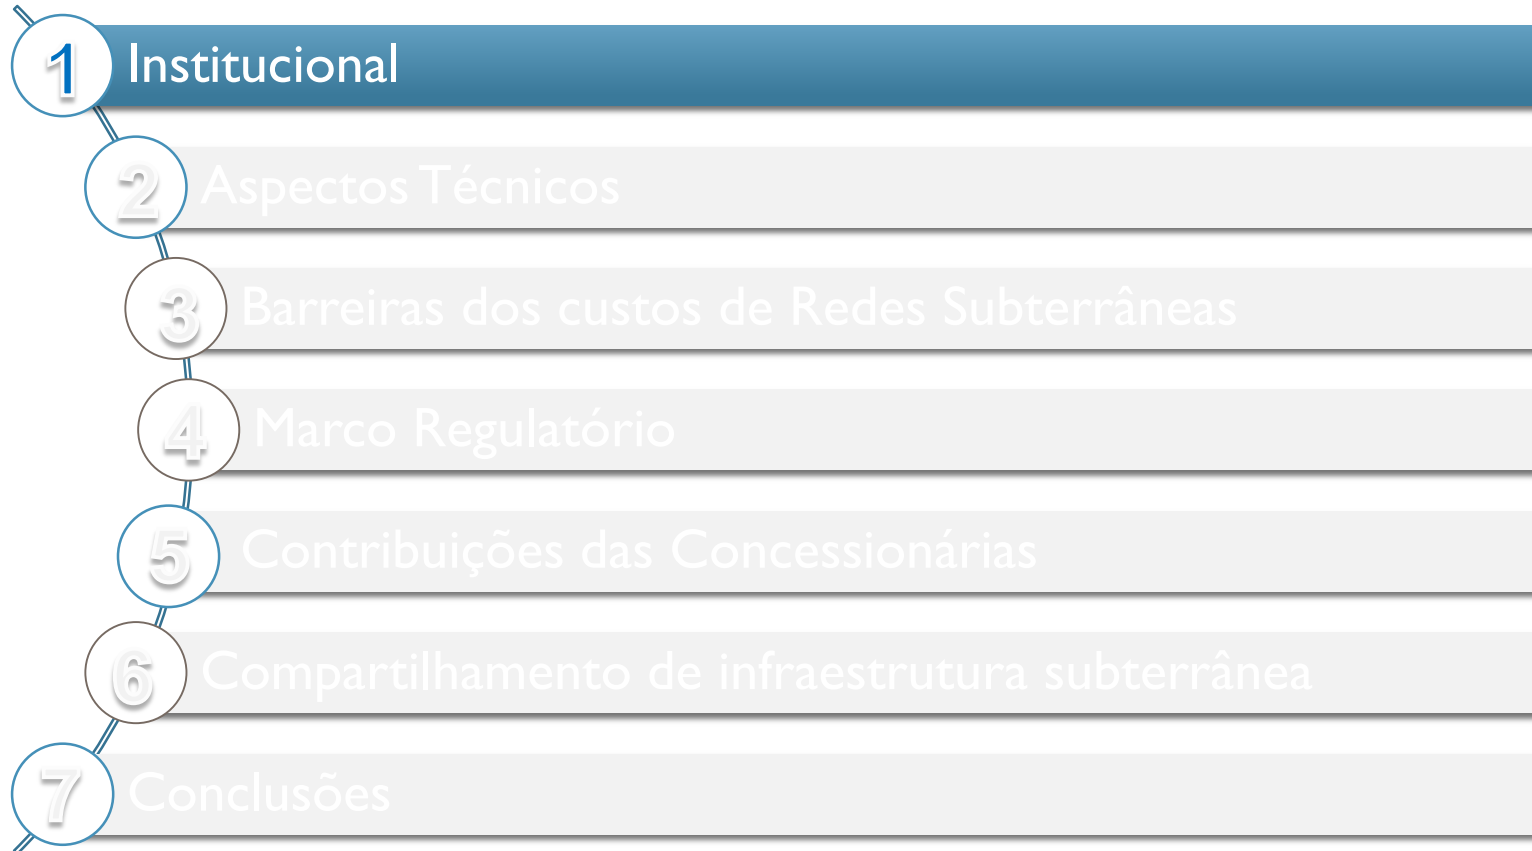 1 Institucional
2 Aspectos Técnicos
3 Barreiras dos custos de Redes Subterrâneas
4 Marco Regulatório
5 Contribuições das Concessionárias
6 Compartilhamento de infraestrutura subterrânea
7 Conclusões